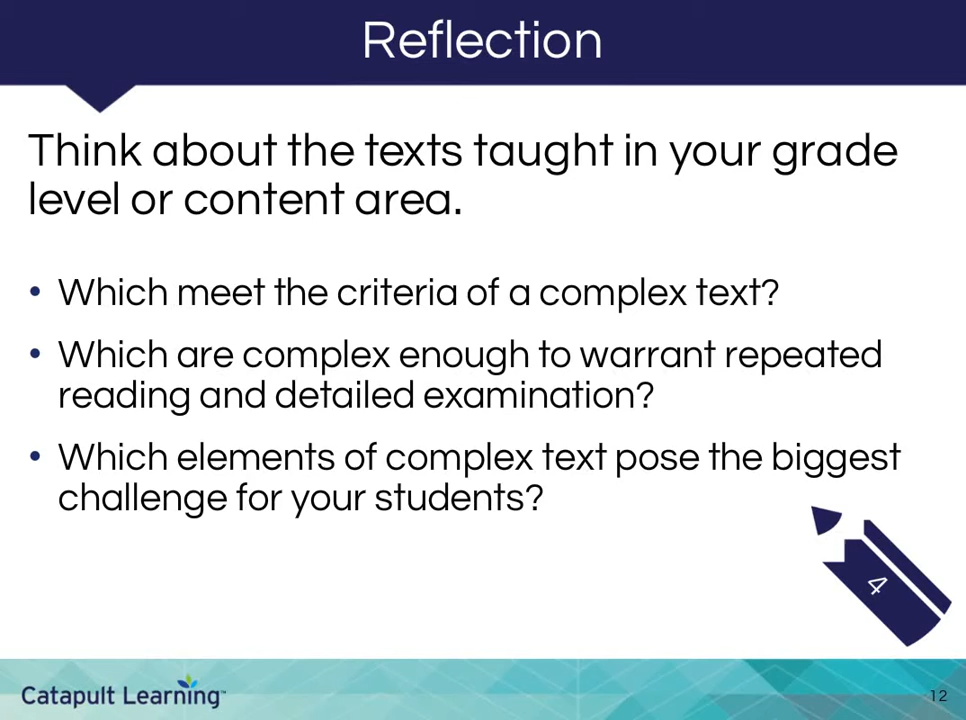 Reflection
Think about the texts taught in your grade
level or content area.
• Which meet the criteria of a complex text?
• Which are complex enough to warrant repeated
reading and detailed examination?
• Which elements of complex text pose the biggest
challenge for your students?
4
Catapult Learning™
12